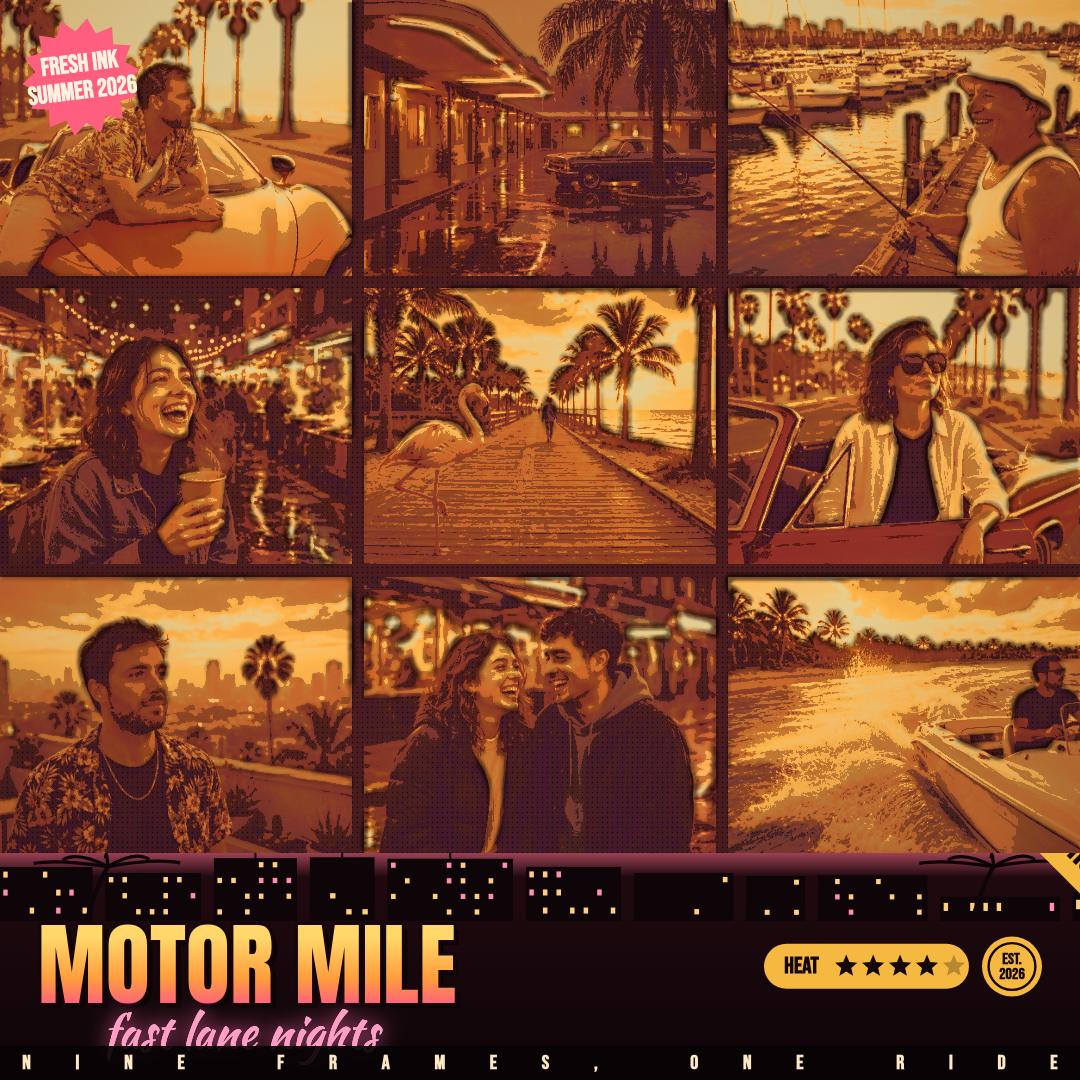 FRESH INK
SUMMER 2026
MOTOR MILE
fast lane nights
HEAT ★★★★★
EST.
2026
NINE FRAMES, ONE RIDE